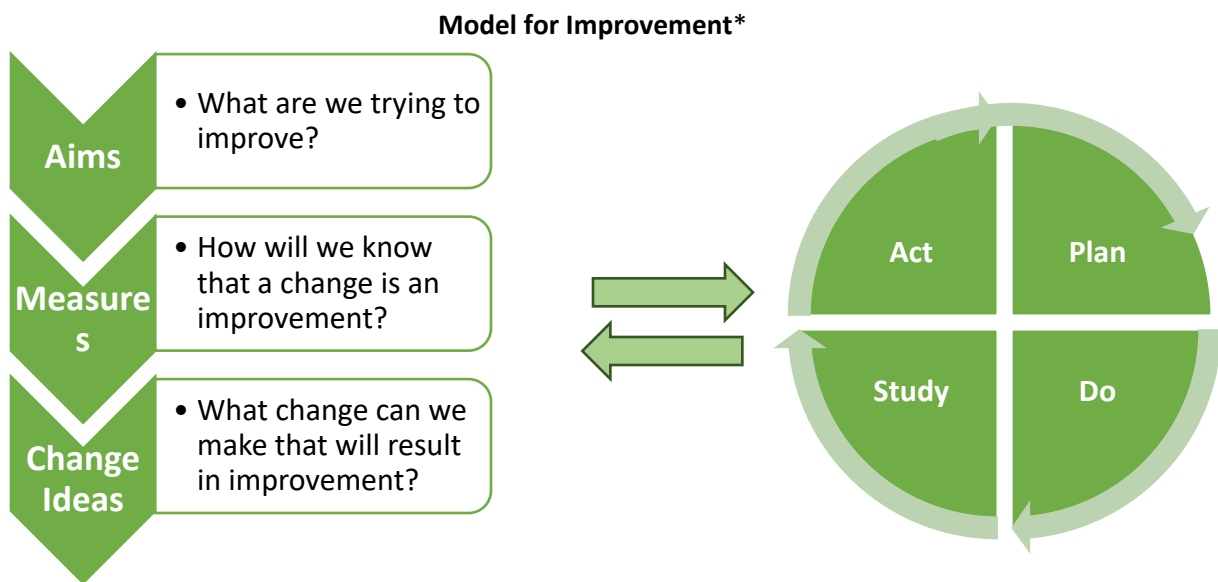 Model for Improvement*
Aims
• What are we trying to
improve?
Measure
s
• How will we know
that a change is an
improvement?
Change
Ideas
• What change can we
make that will result
in improvement?
Act
Plan
Study
Do